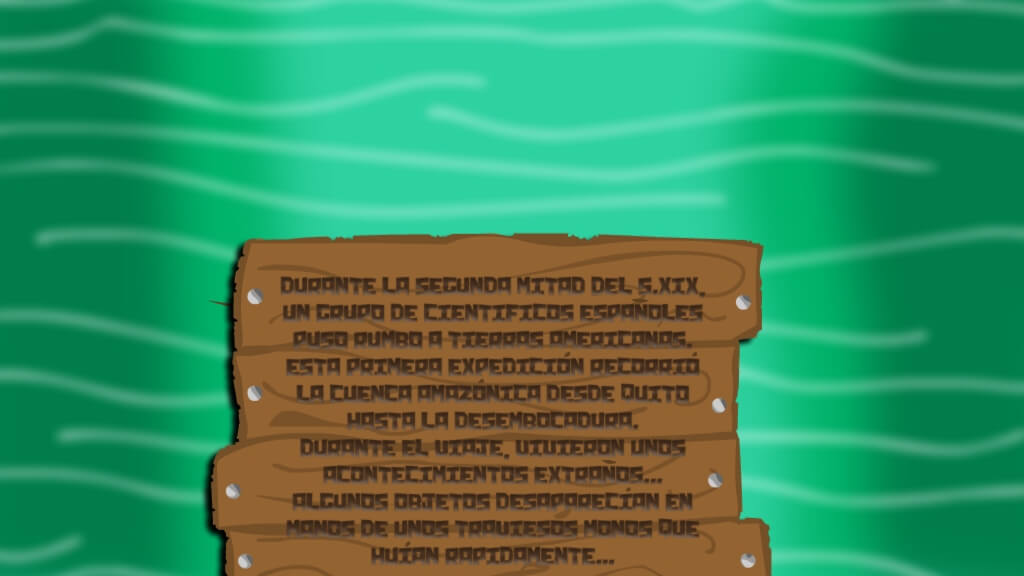 DURANTE LA SEGUNDA MITAD DEL S.XIX,
UN GRUPO DE CIENTIFICOS ESPAÑOLES
PUSO RUMBO A TIERRAS AMERICANAS.
ESTA PRIMERA EXPEDICIÓN RECORRIÓ
LA CUENCA AMAZÓNICA DESDE QUITO
HASTA LA DESEMBOCADURA.
DURANTE EL VIAJE, VIVIERON UNOS
ACONTECIMIENTOS EXTRAÑOS...
ALGUNOS OBJETOS DESAPARECÍAN EN
MANOS DE UNOS TRAVIESOS MONOS QUE
HUÍAN RAPIDAMENTE...